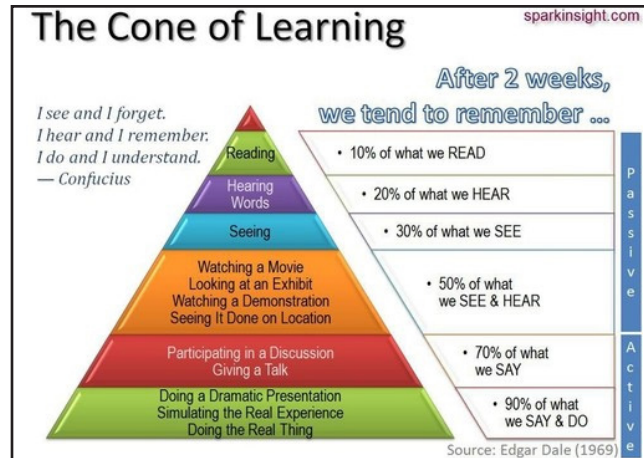 The Cone of Learning
sparkinsight.com
I see and I forget.
I hear and I remember.
I do and I understand.
— Confucius
After 2 weeks,
we tend to remember ...
Reading
• 10% of what we READ
Hearing
Words
• 20% of what we HEAR
Seeing
• 30% of what we SEE
Watching a Movie
Looking at an Exhibit
Watching a Demonstration
Seeing It Done on Location
• 50% of what
we SEE & HEAR
Passive
Participating in a Discussion
Giving a Talk
• 70% of what
we SAY
Doing a Dramatic Presentation
Simulating the Real Experience
Doing the Real Thing
• 90% of what
we SAY & DO
Active
Source: Edgar Dale (1969)